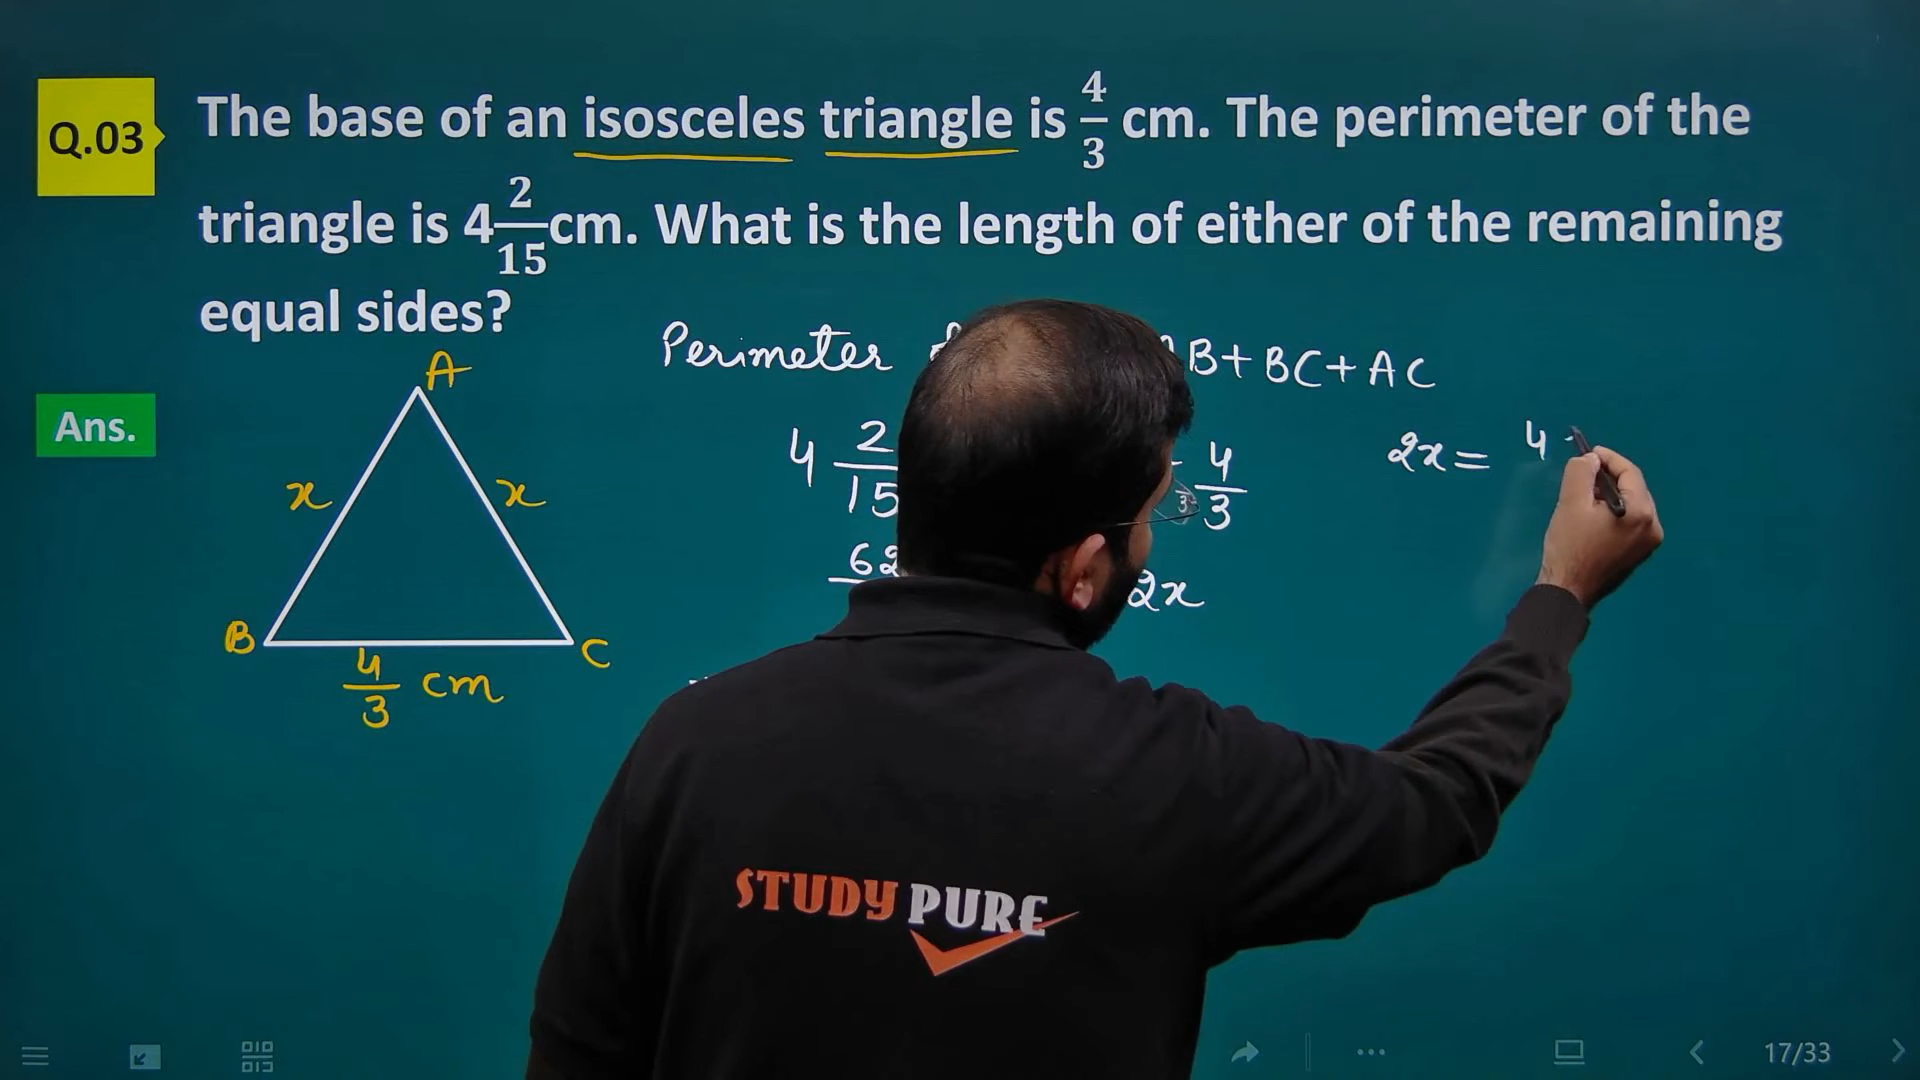 Q.03
The base of an isosceles triangle is 4/3 cm. The perimeter of the
triangle is 4 2/15 cm. What is the length of either of the remaining
equal sides?
Ans.
A
x x
B C
4/3 cm
Perimeter B + BC + AC
4 2/15 4/3
62 2x
2x = 4
STUDY PURE
17/33